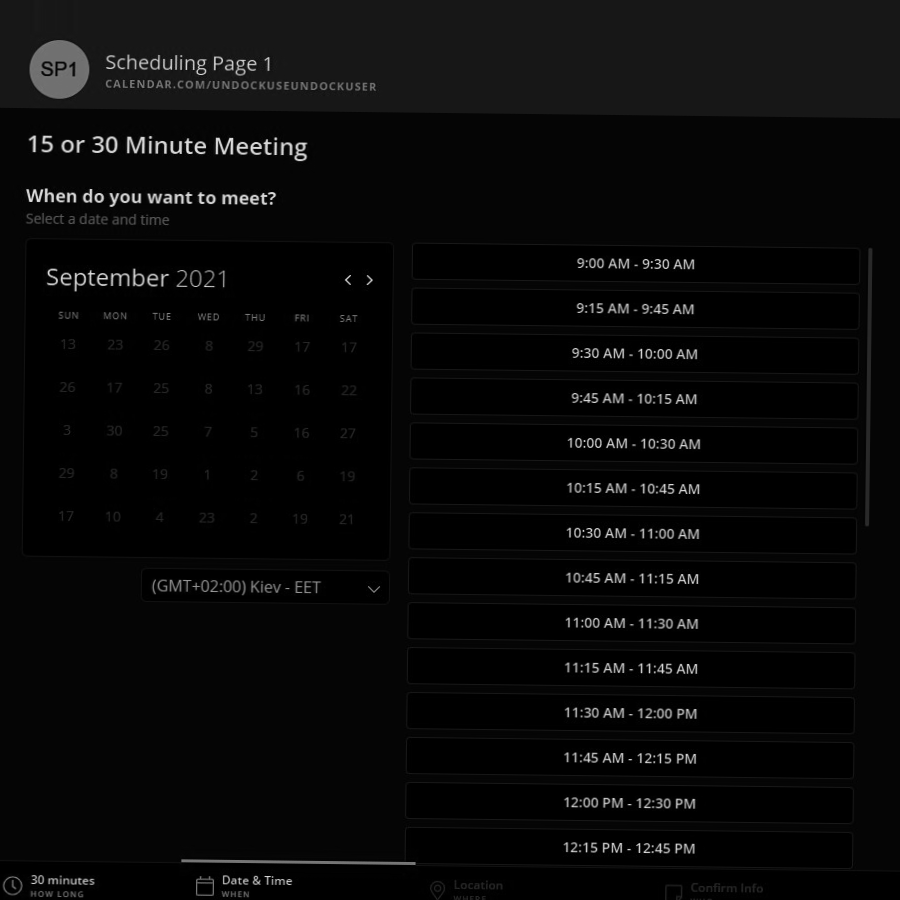 SP1
Scheduling Page 1
CALENDAR.COM/UNDOCKUSEUNDOCKUSER
15 or 30 Minute Meeting
When do you want to meet?
Select a date and time
September 2021
SUN MON TUE WED THU FRI SAT
13 23 26 8 29 17 17
26 17 25 8 13 16 22
3 30 25 7 5 16 27
29 8 19 1 2 6 19
17 10 4 23 2 19 21
(GMT+02:00) Kiev - EET
9:00 AM - 9:30 AM
9:15 AM - 9:45 AM
9:30 AM - 10:00 AM
9:45 AM - 10:15 AM
10:00 AM - 10:30 AM
10:15 AM - 10:45 AM
10:30 AM - 11:00 AM
10:45 AM - 11:15 AM
11:00 AM - 11:30 AM
11:15 AM - 11:45 AM
11:30 AM - 12:00 PM
11:45 AM - 12:15 PM
12:00 PM - 12:30 PM
12:15 PM - 12:45 PM
30 minutes
HOW LONG
Date & Time
WHEN
Location
WHERE
Confirm Info